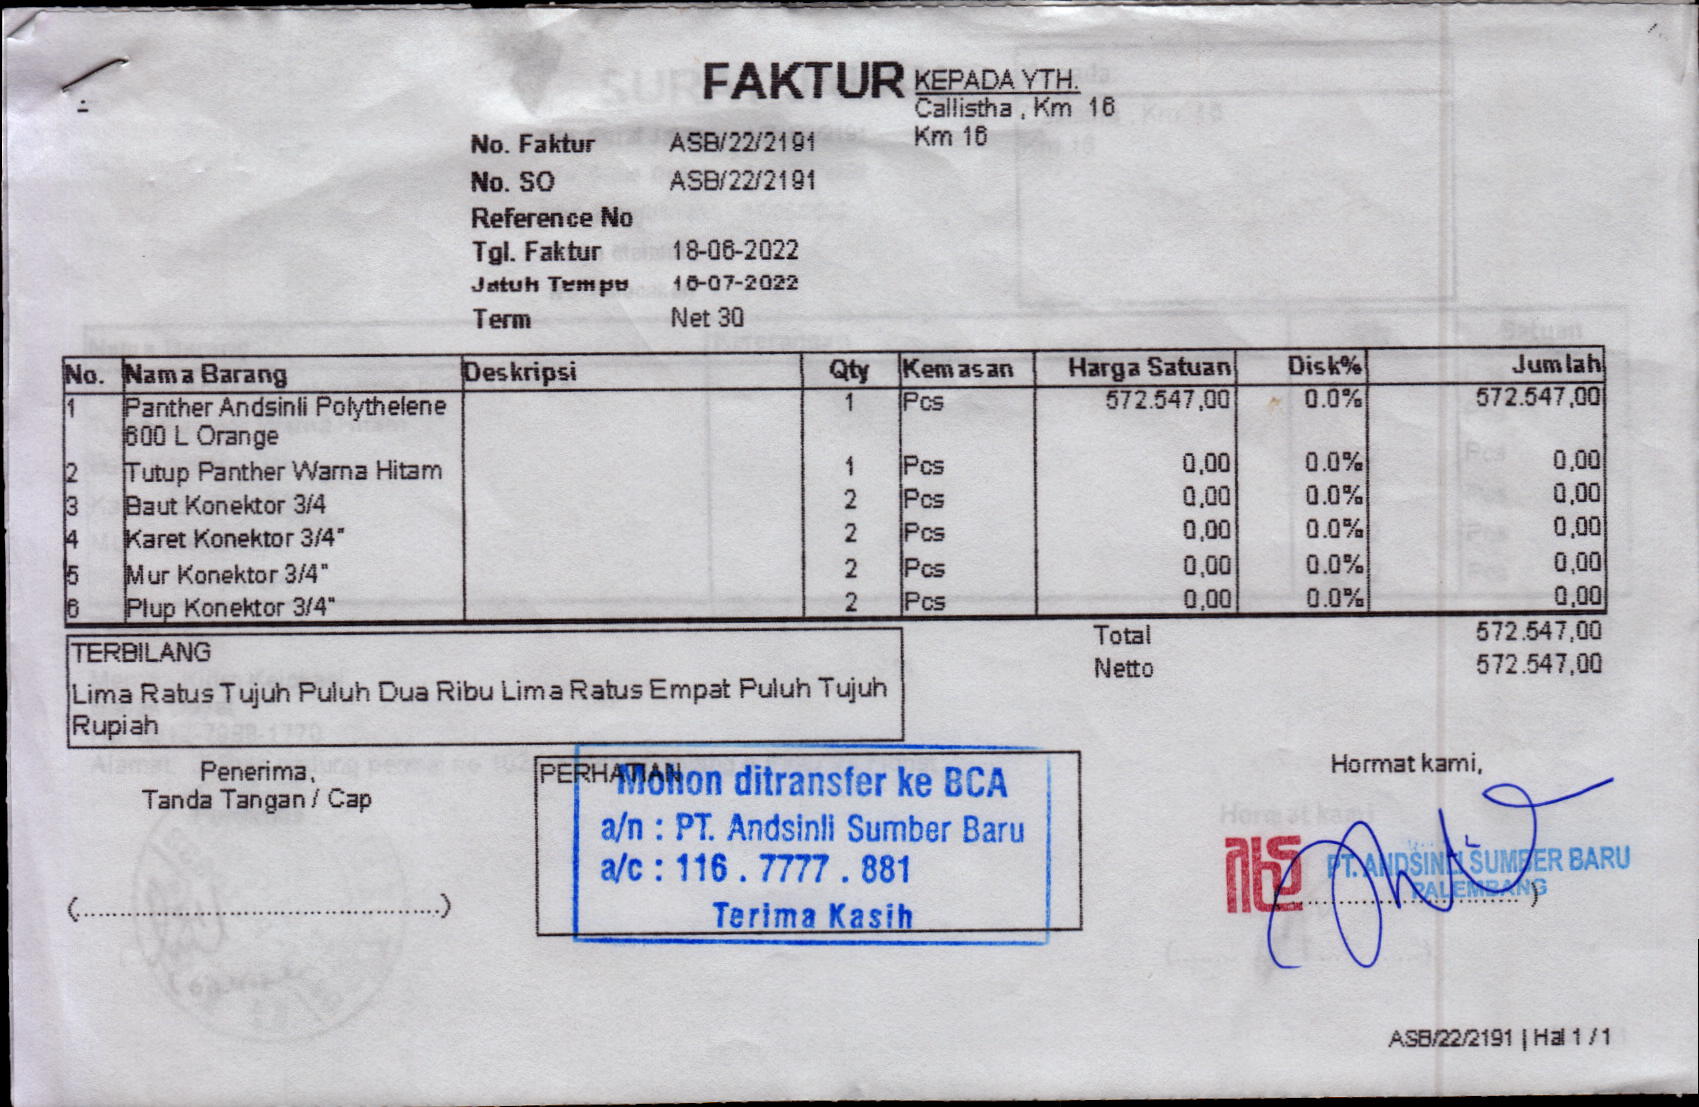 FAKTUR
KEPADA YTH.
Callistha , Km 16
Km 16
No. Faktur ASB/22/2191
No. SO ASB/22/2191
Reference No
Tgl. Faktur 16-06-2022
Jatuh Tempo 16-07-2022
Term Net 30
No. Nama Barang Deskripsi Qty Kemasan Harga Satuan Disk% Jumlah
1 Panther Andsinli Polythelene 1 Pcs 572.547,00 0.0% 572.547,00
600 L Orange
2 Tutup Panther Warna Hitam 1 Pcs 0,00 0.0% 0,00
3 Baut Konektor 3/4 2 Pcs 0,00 0.0% 0,00
4 Karet Konektor 3/4" 2 Pcs 0,00 0.0% 0,00
5 Mur Konektor 3/4" 2 Pcs 0,00 0.0% 0,00
6 Plup Konektor 3/4" 2 Pcs 0,00 0.0% 0,00
Total 572.547,00
Netto 572.547,00
TERBILANG
Lima Ratus Tujuh Puluh Dua Ribu Lima Ratus Empat Puluh Tujuh
Rupiah
Penerima,
Tanda Tangan / Cap
(................................................)
PERHATIAN
Mohon ditransfer ke BCA
a/n : PT. Andsinli Sumber Baru
a/c : 116 . 7777 . 881
Terima Kasih
Hormat kami,
PT. ANDSINLI SUMBER BARU
PALEMBANG
ASB/22/2191 | Hal 1 / 1